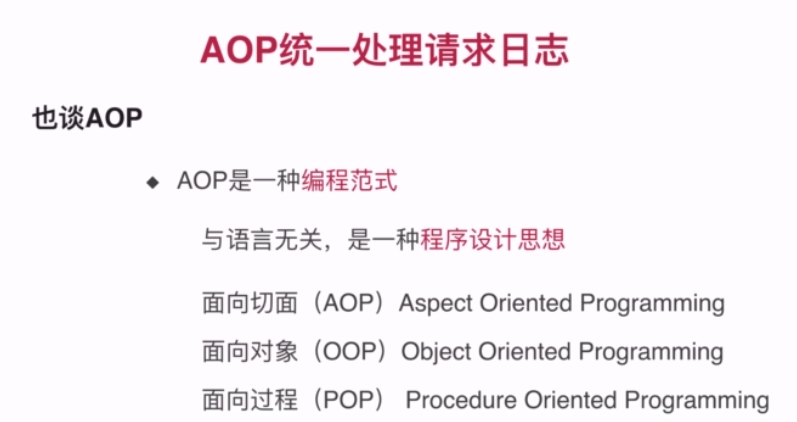 AOP统一处理请求日志
也谈AOP
◆ AOP是一种编程范式
与语言无关，是一种程序设计思想
面向切面（AOP）Aspect Oriented Programming
面向对象（OOP）Object Oriented Programming
面向过程（POP） Procedure Oriented Programming